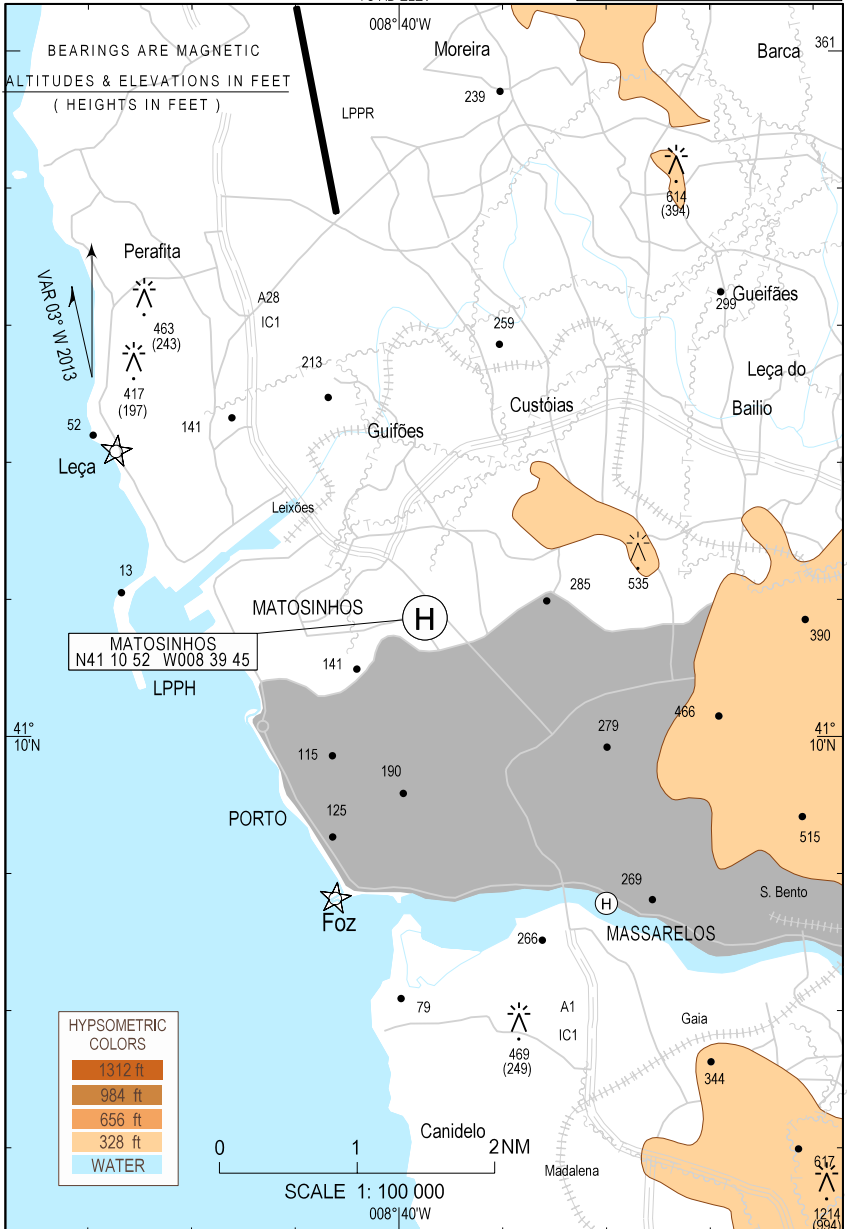 008°40'W
BEARINGS ARE MAGNETIC
ALTITUDES & ELEVATIONS IN FEET
( HEIGHTS IN FEET )
LPPR
Moreira
Barca
361
239
614
(394)
Perafita
VAR 03° W 2013
463
(243)
A28
IC1
259
299
Gueifães
417
(197)
213
Leça do
Bailio
52
141
Custóias
Guifões
Leça
Leixões
13
535
285
MATOSINHOS
H
390
MATOSINHOS
N41 10 52 W008 39 45
141
LPPH
466
41°
10'N
279
41°
10'N
115
190
125
PORTO
515
269
S. Bento
H
Foz
MASSARELOS
266
79
A1
IC1
Gaia
469
(249)
344
HYPSOMETRIC
COLORS
1312 ft
984 ft
656 ft
328 ft
WATER
Canidelo
0 1 2 NM
Madalena
617
SCALE 1: 100 000
1214
(994)
008°40'W